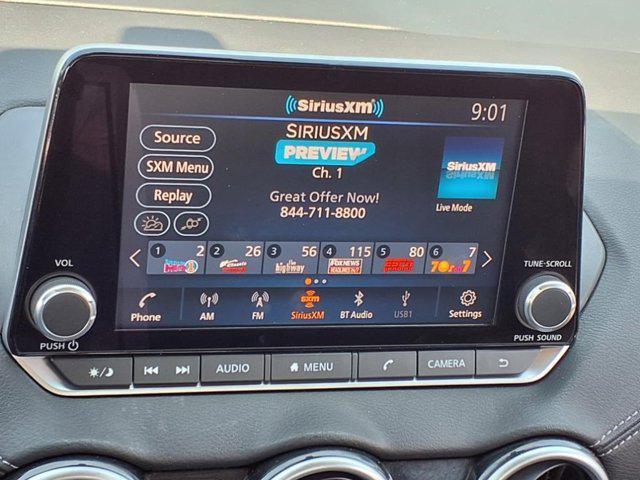 SiriusXM
9:01
Source
SXM Menu
Replay
SIRIUSXM
PREVIEW
Ch. 1
Great Offer Now!
844-711-8800
SiriusXM
Live Mode
1 2
2 26
3 56
4 115
5 80
6 7
the highway
FOX NEWS
HEADLINES 24/7
70s on 7
Phone
AM
FM
sxm
SiriusXM
BT Audio
USB1
Settings
VOL
PUSH
TUNE-SCROLL
PUSH SOUND
AUDIO
MENU
CAMERA